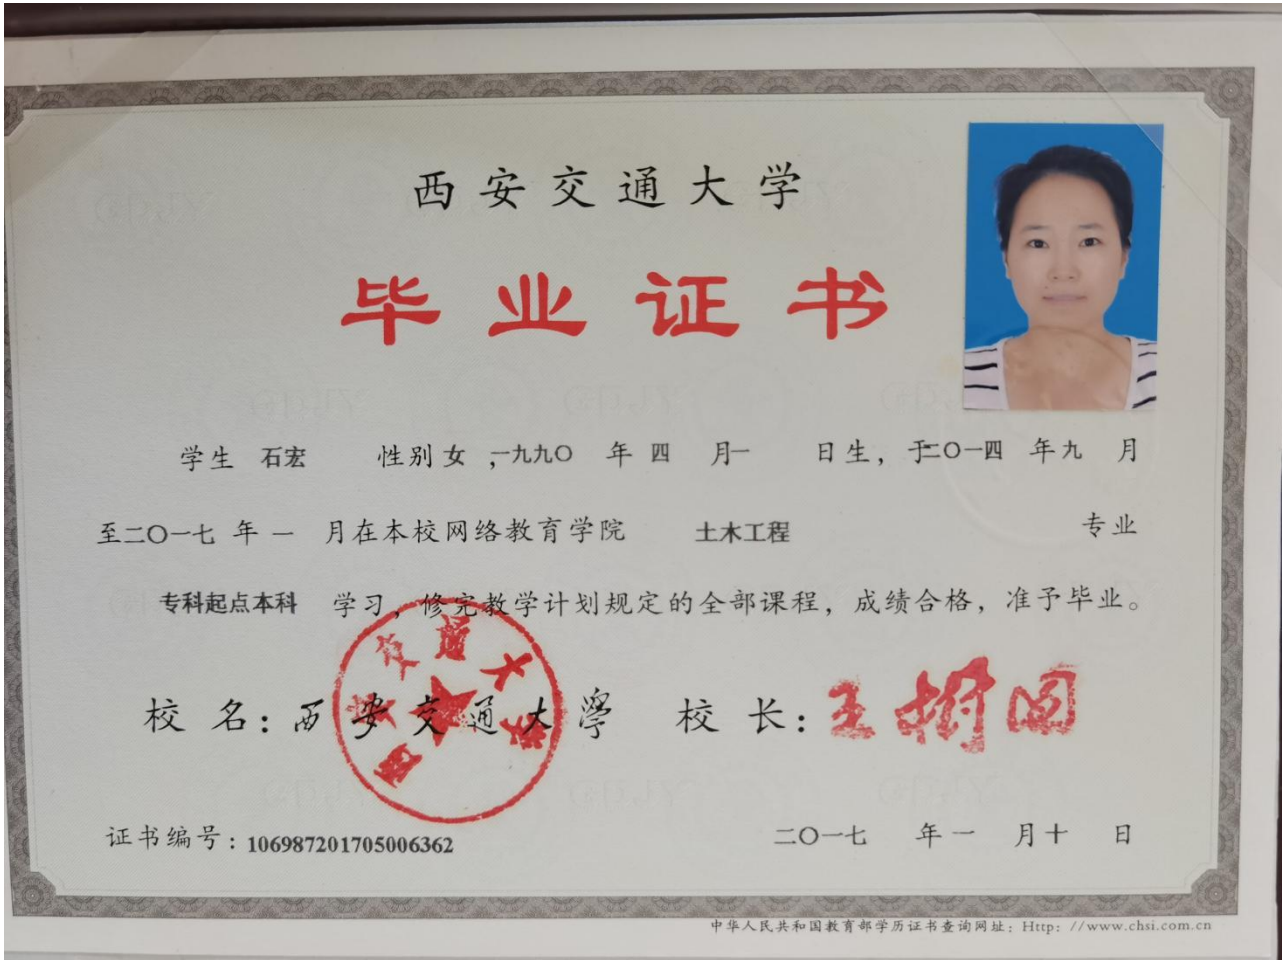 西安交通大学
毕业证书
学生 石宏 性别 女 ，一九九〇 年 四 月 一 日生，于二〇一四 年 九 月
至二〇一七 年 一 月在本校网络教育学院 土木工程 专业
专科起点本科 学习，修完教学计划规定的全部课程，成绩合格，准予毕业。
校 名：西安交通大學 校 长：王树国
西安交通大学
证书编号：106987201705006362 二〇一七 年 一 月 十 日
中华人民共和国教育部学历证书查询网址：Http：//www.chsi.com.cn